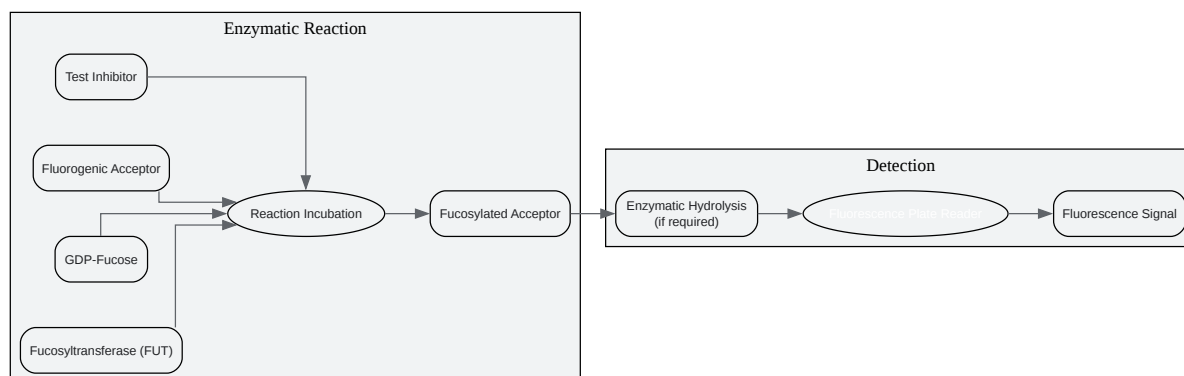 Enzymatic Reaction
Test Inhibitor
Fluorogenic Acceptor
GDP-Fucose
Fucosyltransferase (FUT)
Reaction Incubation
Fucosylated Acceptor
Detection
Enzymatic Hydrolysis
(if required)
Fluorescence Plate Reader
Fluorescence Signal